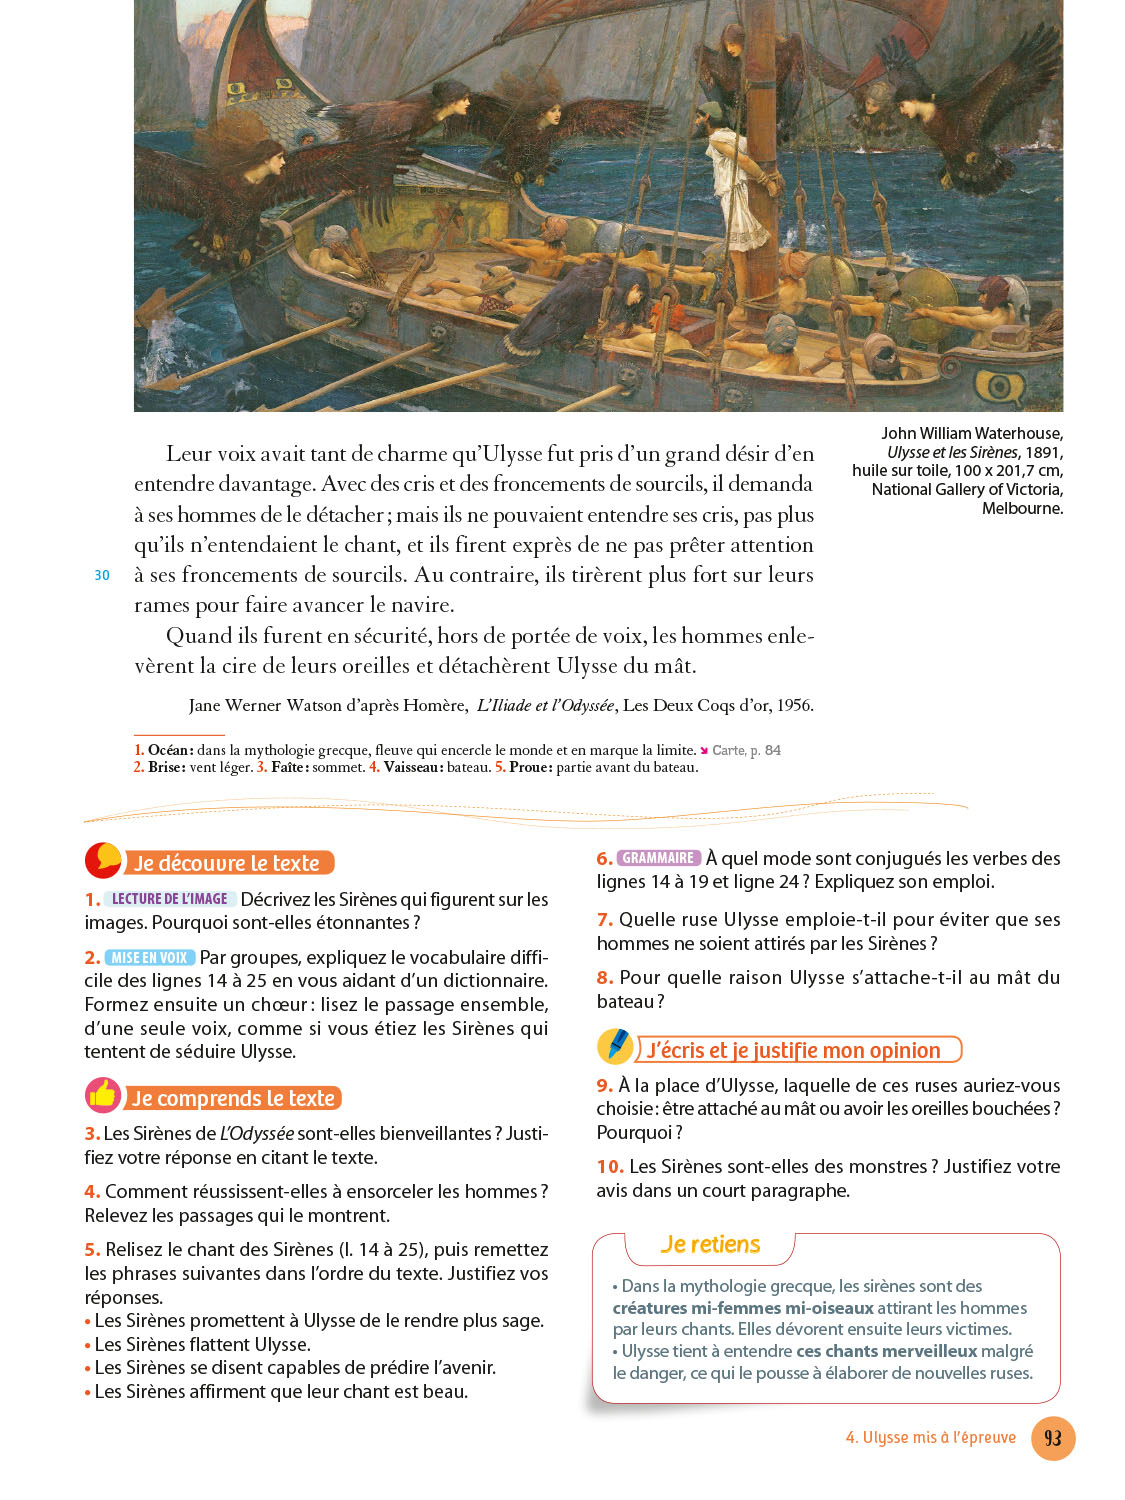 John William Waterhouse,
Ulysse et les Sirènes, 1891,
huile sur toile, 100 x 201,7 cm,
National Gallery of Victoria,
Melbourne.
Leur voix avait tant de charme qu’Ulysse fut pris d’un grand désir d’en
entendre davantage. Avec des cris et des froncements de sourcils, il demanda
à ses hommes de le détacher ; mais ils ne pouvaient entendre ses cris, pas plus
qu’ils n’entendaient le chant, et ils firent exprès de ne pas prêter attention
30 à ses froncements de sourcils. Au contraire, ils tirèrent plus fort sur leurs
rames pour faire avancer le navire.
Quand ils furent en sécurité, hors de portée de voix, les hommes enle-
vèrent la cire de leurs oreilles et détachèrent Ulysse du mât.
Jane Werner Watson d’après Homère, L’Iliade et l’Odyssée, Les Deux Coqs d’or, 1956.
1. Océan : dans la mythologie grecque, fleuve qui encercle le monde et en marque la limite. Carte, p. 84
2. Brise : vent léger. 3. Faîte : sommet. 4. Vaisseau : bateau. 5. Proue : partie avant du bateau.
Je découvre le texte
1. LECTURE DE L’IMAGE Décrivez les Sirènes qui figurent sur les
images. Pourquoi sont-elles étonnantes ?
2. MISE EN VOIX Par groupes, expliquez le vocabulaire diffi-
cile des lignes 14 à 25 en vous aidant d’un dictionnaire.
Formez ensuite un chœur : lisez le passage ensemble,
d’une seule voix, comme si vous étiez les Sirènes qui
tentent de séduire Ulysse.
Je comprends le texte
3. Les Sirènes de L’Odyssée sont-elles bienveillantes ? Justi-
fiez votre réponse en citant le texte.
4. Comment réussissent-elles à ensorceler les hommes ?
Relevez les passages qui le montrent.
5. Relisez le chant des Sirènes (l. 14 à 25), puis remettez
les phrases suivantes dans l’ordre du texte. Justifiez vos
réponses.
• Les Sirènes promettent à Ulysse de le rendre plus sage.
• Les Sirènes flattent Ulysse.
• Les Sirènes se disent capables de prédire l’avenir.
• Les Sirènes affirment que leur chant est beau.
6. GRAMMAIRE À quel mode sont conjugués les verbes des
lignes 14 à 19 et ligne 24 ? Expliquez son emploi.
7. Quelle ruse Ulysse emploie-t-il pour éviter que ses
hommes ne soient attirés par les Sirènes ?
8. Pour quelle raison Ulysse s’attache-t-il au mât du
bateau ?
J’écris et je justifie mon opinion
9. À la place d’Ulysse, laquelle de ces ruses auriez-vous
choisie : être attaché au mât ou avoir les oreilles bouchées ?
Pourquoi ?
10. Les Sirènes sont-elles des monstres ? Justifiez votre
avis dans un court paragraphe.
Je retiens
• Dans la mythologie grecque, les sirènes sont des
créatures mi-femmes mi-oiseaux attirant les hommes
par leurs chants. Elles dévorent ensuite leurs victimes.
• Ulysse tient à entendre ces chants merveilleux malgré
le danger, ce qui le pousse à élaborer de nouvelles ruses.
4. Ulysse mis à l’épreuve 93